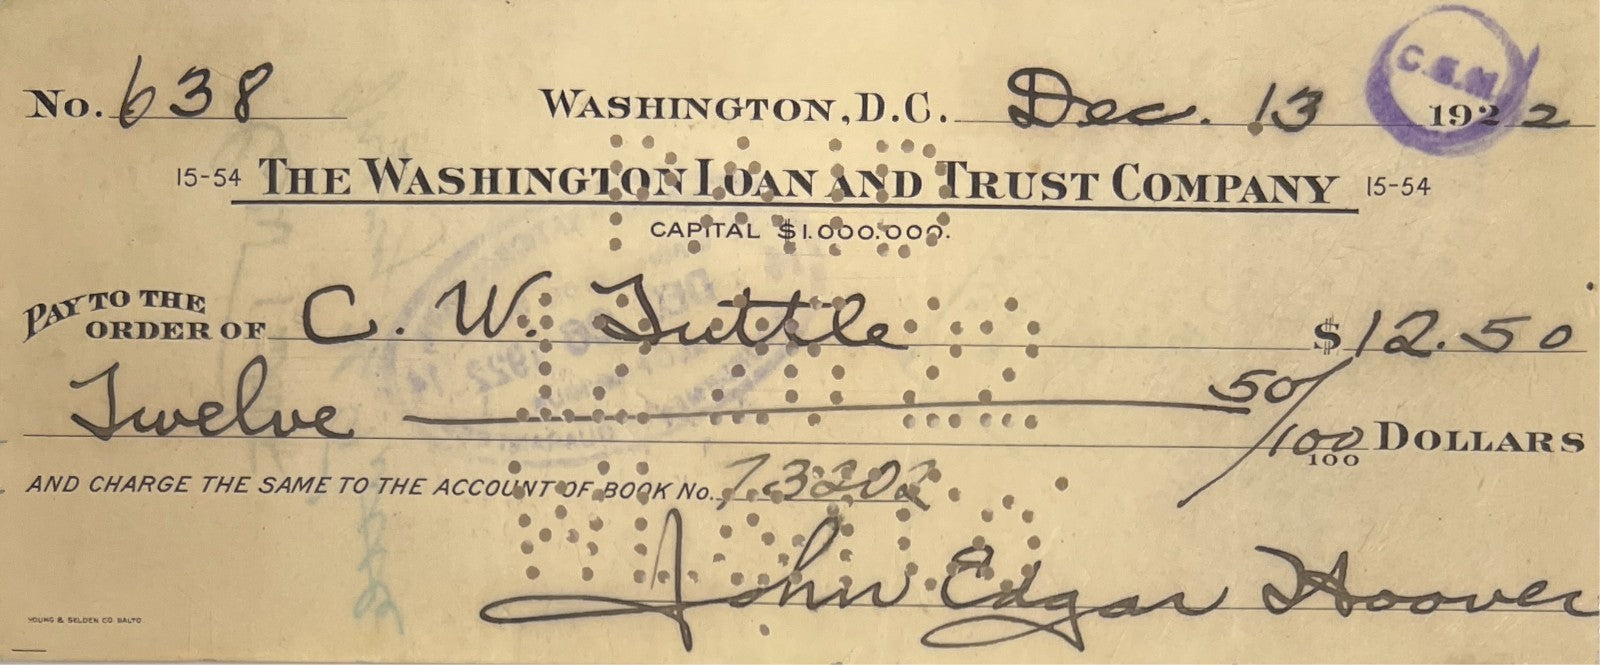 No. 638 WASHINGTON, D.C. Dec. 13 1922
C.E.M.
15-54 THE WASHINGTON LOAN AND TRUST COMPANY 15-54
CAPITAL $1,000,000.
PAY TO THE ORDER OF C. W. Tuttle $12.50
Twelve 50/100 DOLLARS
100
AND CHARGE THE SAME TO THE ACCOUNT OF BOOK No. 73202
John Edgar Hoover
YOUNG & SELDEN CO. BALTO